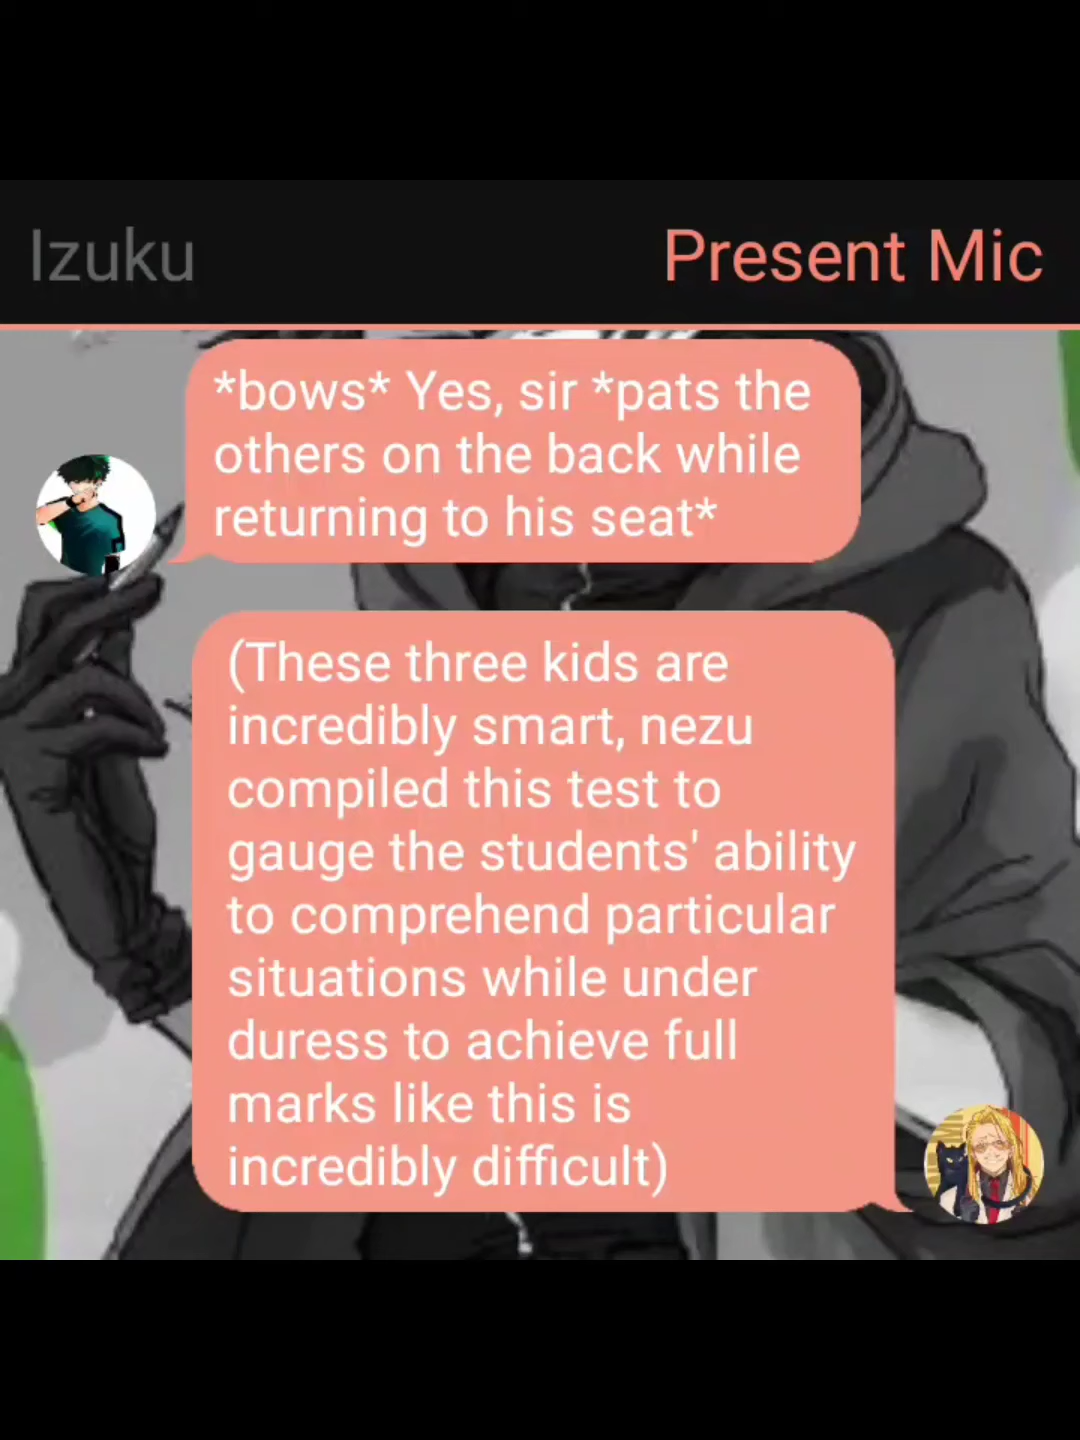 Izuku
Present Mic
*bows* Yes, sir *pats the
others on the back while
returning to his seat*
(These three kids are
incredibly smart, nezu
compiled this test to
gauge the students' ability
to comprehend particular
situations while under
duress to achieve full
marks like this is
incredibly difficult)